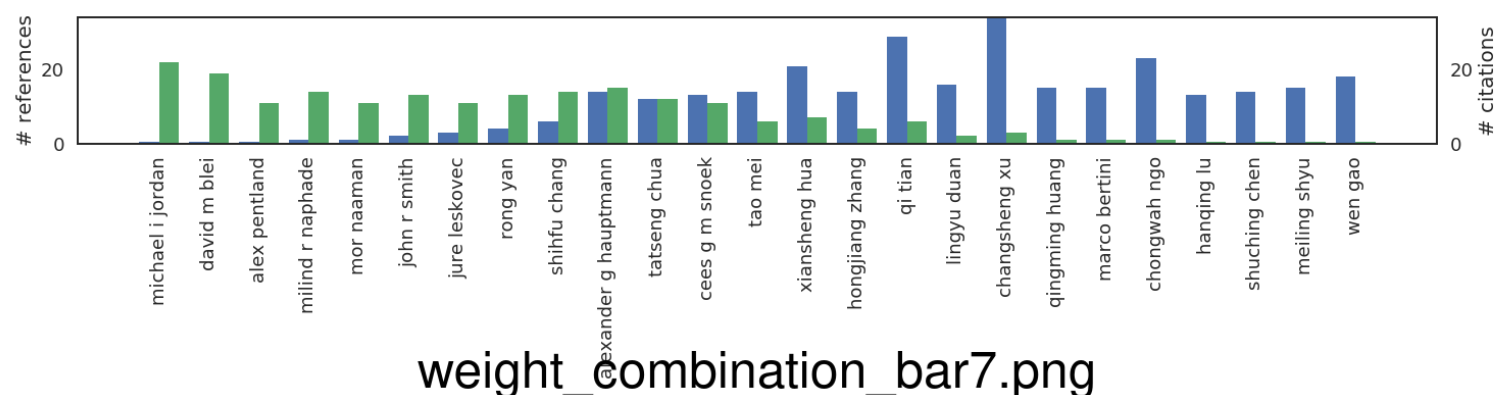 # references
20
0
20
0
# citations
michael i jordan
david m blei
alex pentland
milind r naphade
mor naaman
john r smith
jure leskovec
rong yan
shihfu chang
alexander g hauptmann
tatseng chua
cees g m snoek
tao mei
xiansheng hua
hongjiang zhang
qi tian
lingyu duan
changsheng xu
qingming huang
marco bertini
chongwah ngo
hanqing lu
shuching chen
meiling shyu
wen gao
weight_combination_bar7.png